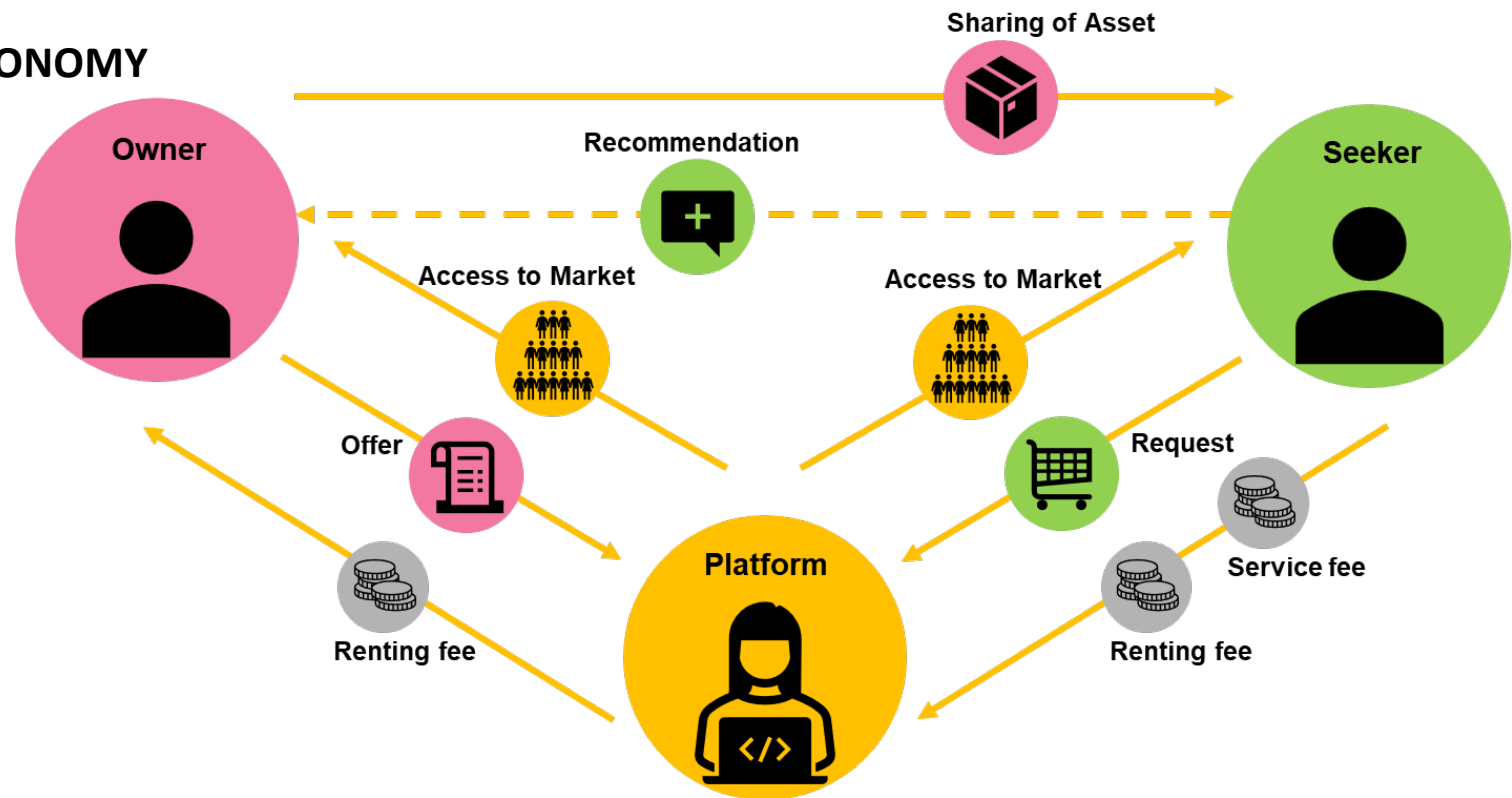 Sharing of Asset
ONOMY
Owner
Recommendation
Seeker
Access to Market
Access to Market
Offer
Request
Platform
Service fee
Renting fee
Renting fee